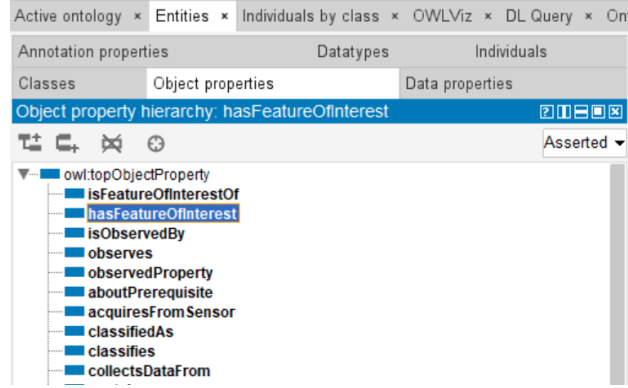 Active ontology × Entities × Individuals by class × OWLViz × DL Query × On
Annotation properties Datatypes Individuals
Classes Object properties Data properties
Object property hierarchy: hasFeatureOfInterest
Asserted
owl:topObjectProperty
isFeatureOfInterestOf
hasFeatureOfInterest
isObservedBy
observes
observedProperty
aboutPrerequisite
acquiresFromSensor
classifiedAs
classifies
collectsDataFrom